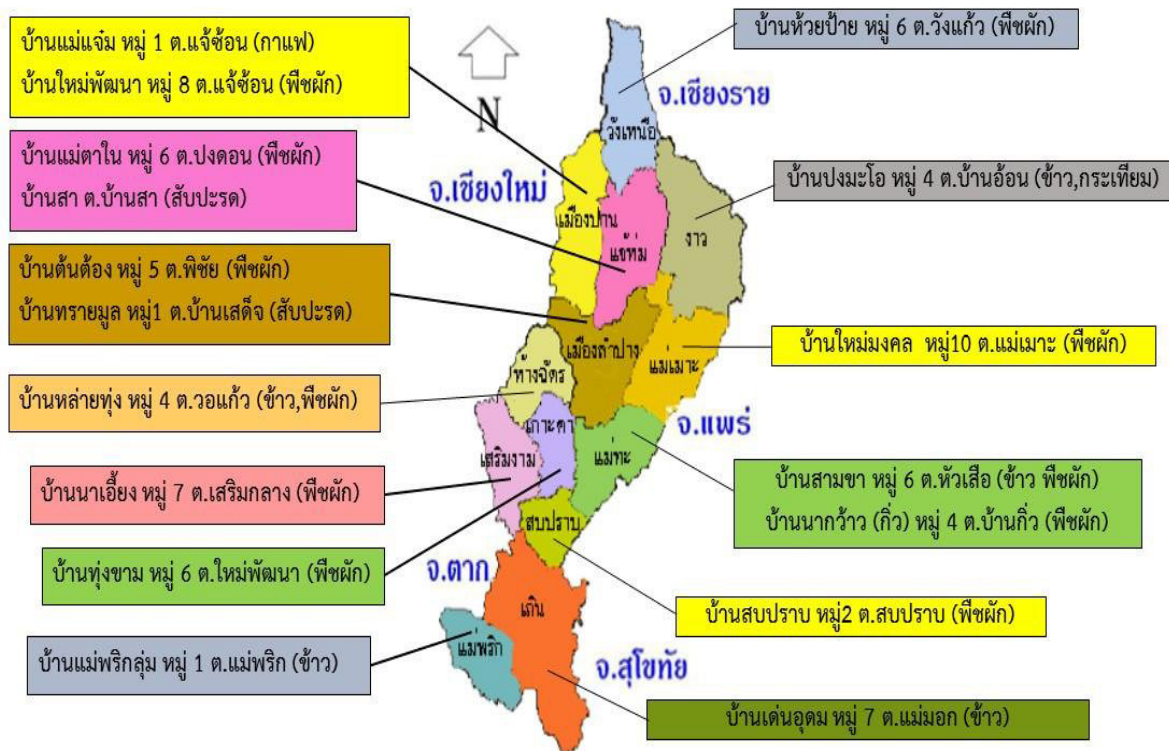 บ้านแม่แจ๋ม หมู่ 1 ต.แจ้ซ้อน (กาแฟ)
บ้านใหม่พัฒนา หมู่ 8 ต.แจ้ซ้อน (พืชผัก)
บ้านห้วยป้าย หมู่ 6 ต.วังแก้ว (พืชผัก)
N
จ.เชียงราย
วังเหนือ
บ้านแม่ตาใน หมู่ 6 ต.ปงดอน (พืชผัก)
บ้านสา ต.บ้านสา (สับปะรด)
จ.เชียงใหม่
บ้านปงมะโอ หมู่ 4 ต.บ้านอ้อน (ข้าว,กระเทียม)
เมืองปาน
แจ้ห่ม
งาว
บ้านต้นต้อง หมู่ 5 ต.พิชัย (พืชผัก)
บ้านทรายมูล หมู่1 ต.บ้านเสด็จ (สับปะรด)
เมืองลำปาง
แม่เมาะ
บ้านใหม่มงคล หมู่10 ต.แม่เมาะ (พืชผัก)
ห้างฉัตร
บ้านหล่ายทุ่ง หมู่ 4 ต.วอแก้ว (ข้าว,พืชผัก)
เกาะคา
จ.แพร่
เสริมงาม
แม่ทะ
บ้านนาเอี้ยง หมู่ 7 ต.เสริมกลาง (พืชผัก)
บ้านสามขา หมู่ 6 ต.หัวเสือ (ข้าว พืชผัก)
บ้านนากว้าว (กิ่ว) หมู่ 4 ต.บ้านกิ่ว (พืชผัก)
สบปราบ
บ้านทุ่งขาม หมู่ 6 ต.ใหม่พัฒนา (พืชผัก)
จ.ตาก
บ้านสบปราบ หมู่2 ต.สบปราบ (พืชผัก)
เถิน
แม่พริก
บ้านแม่พริกลุ่ม หมู่ 1 ต.แม่พริก (ข้าว)
จ.สุโขทัย
บ้านเด่นอุดม หมู่ 7 ต.แม่มอก (ข้าว)